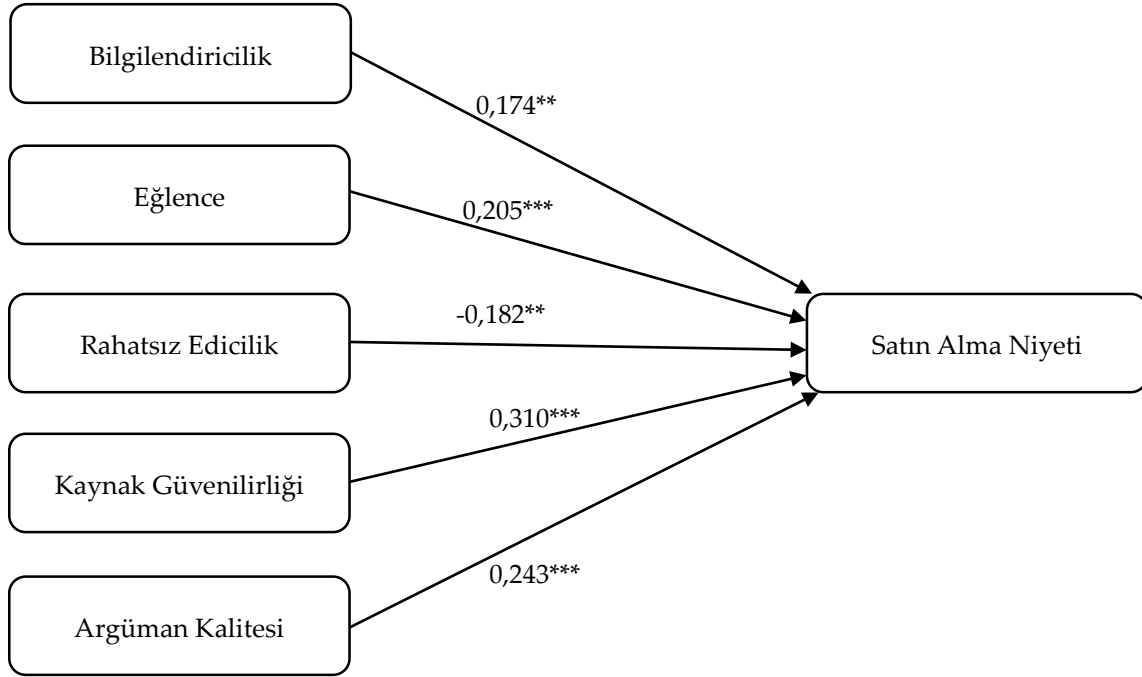 Bilgilendiricilik
0,174**
Eğlence
0,205***
Rahatsız Edicilik
-0,182**
Satın Alma Niyeti
Kaynak Güvenilirliği
0,310***
Argüman Kalitesi
0,243***